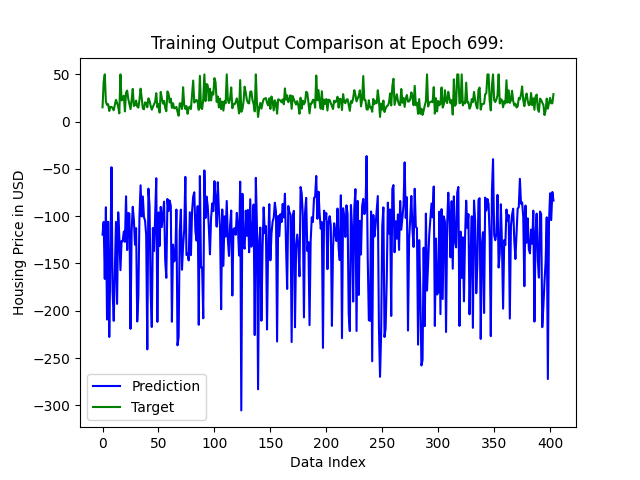 Training Output Comparison at Epoch 699:
Housing Price in USD
50
0
−50
−100
−150
−200
−250
−300
Prediction
Target
0 50 100 150 200 250 300 350 400
Data Index